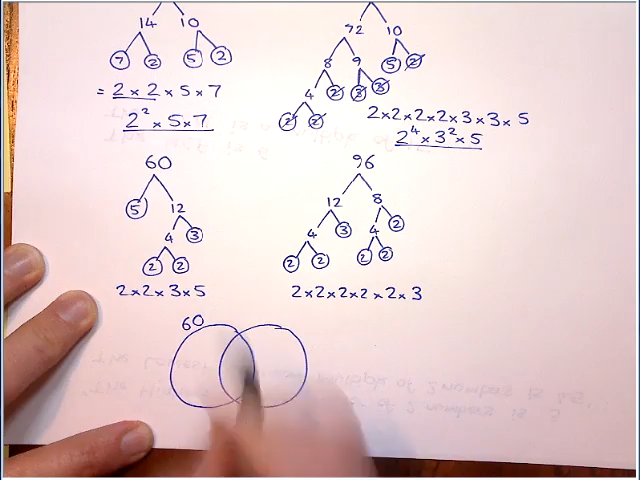 14 10 92 10
7 2 5 2 8 9 5 2
4 2 3 3
= 2 × 2 × 5 × 7
2 2
2² × 5 × 7
2×2×2×2×3×3×5
2⁴ × 3² × 5
60 96
5 12 12 8
4 3 4 3 4 2
2 2 2 2 2 2
2×2×3×5 2×2×2×2×2×3
60